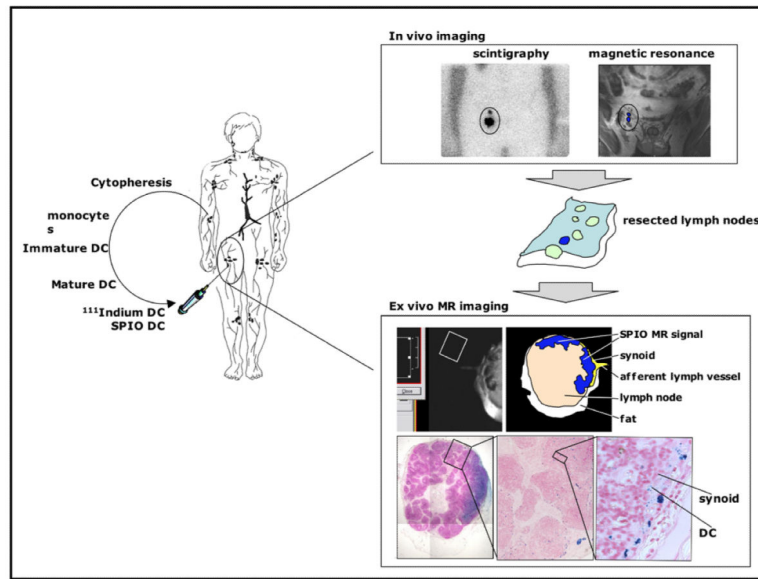 In vivo imaging
scintigraphy
magnetic resonance
Cytopheresis
monocyte
s
Immature DC
Mature DC
¹¹¹Indium DC
SPIO DC
resected lymph nodes
Ex vivo MR imaging
SPIO MR signal
synoid
afferent lymph vessel
lymph node
fat
Close
synoid
DC